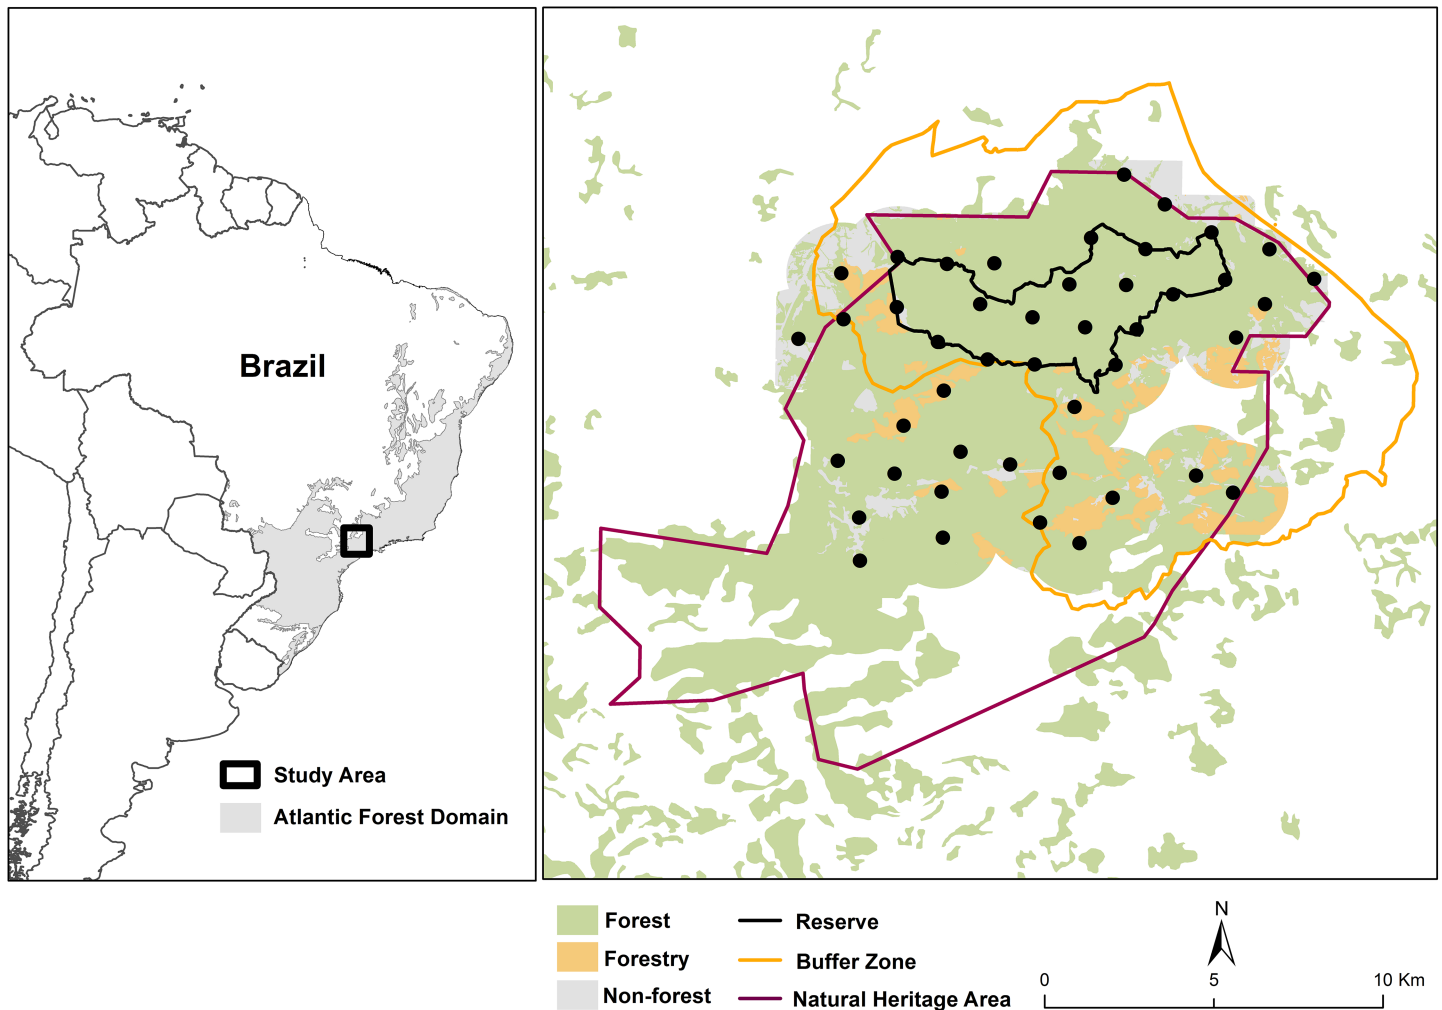 Brazil
Study Area
Atlantic Forest Domain
Forest
Forestry
Non-forest
Reserve
Buffer Zone
Natural Heritage Area
N
0 5 10 Km